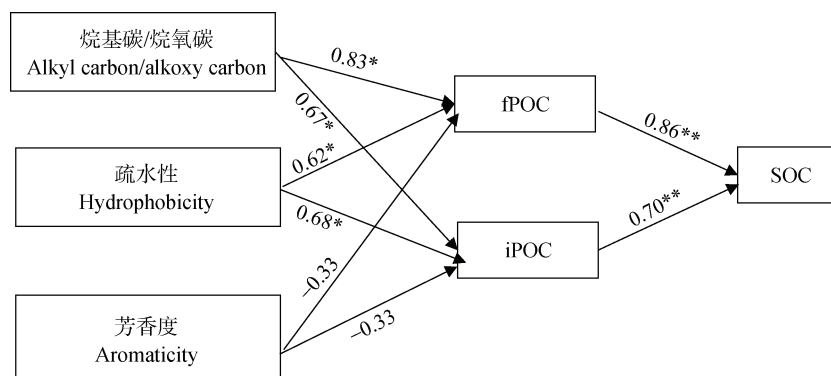 烷基碳/烷氧碳
Alkyl carbon/alkoxy carbon
0.83*
fPOC
0.67*
0.86**
0.62*
疏水性
Hydrophobicity
SOC
0.68*
0.70**
iPOC
−0.33
芳香度
Aromaticity
−0.33